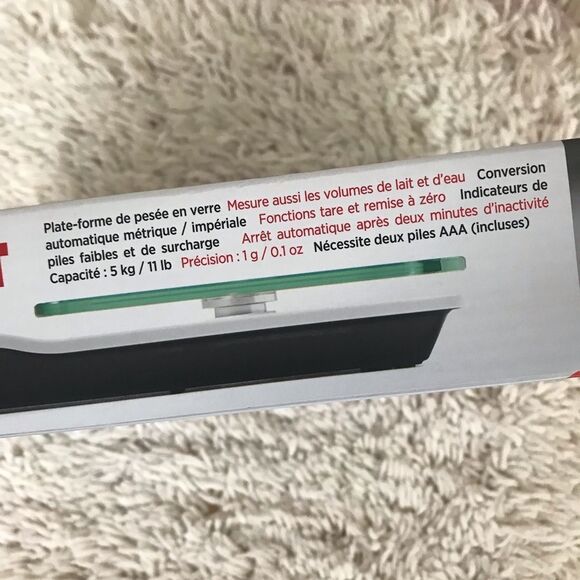 Plate-forme de pesée en verre Mesure aussi les volumes de lait et d'eau Conversion
automatique métrique / impériale Fonctions tare et remise à zéro Indicateurs de
piles faibles et de surcharge Arrêt automatique après deux minutes d'inactivité
Capacité : 5 kg / 11 lb Précision : 1 g / 0.1 oz Nécessite deux piles AAA (incluses)
T